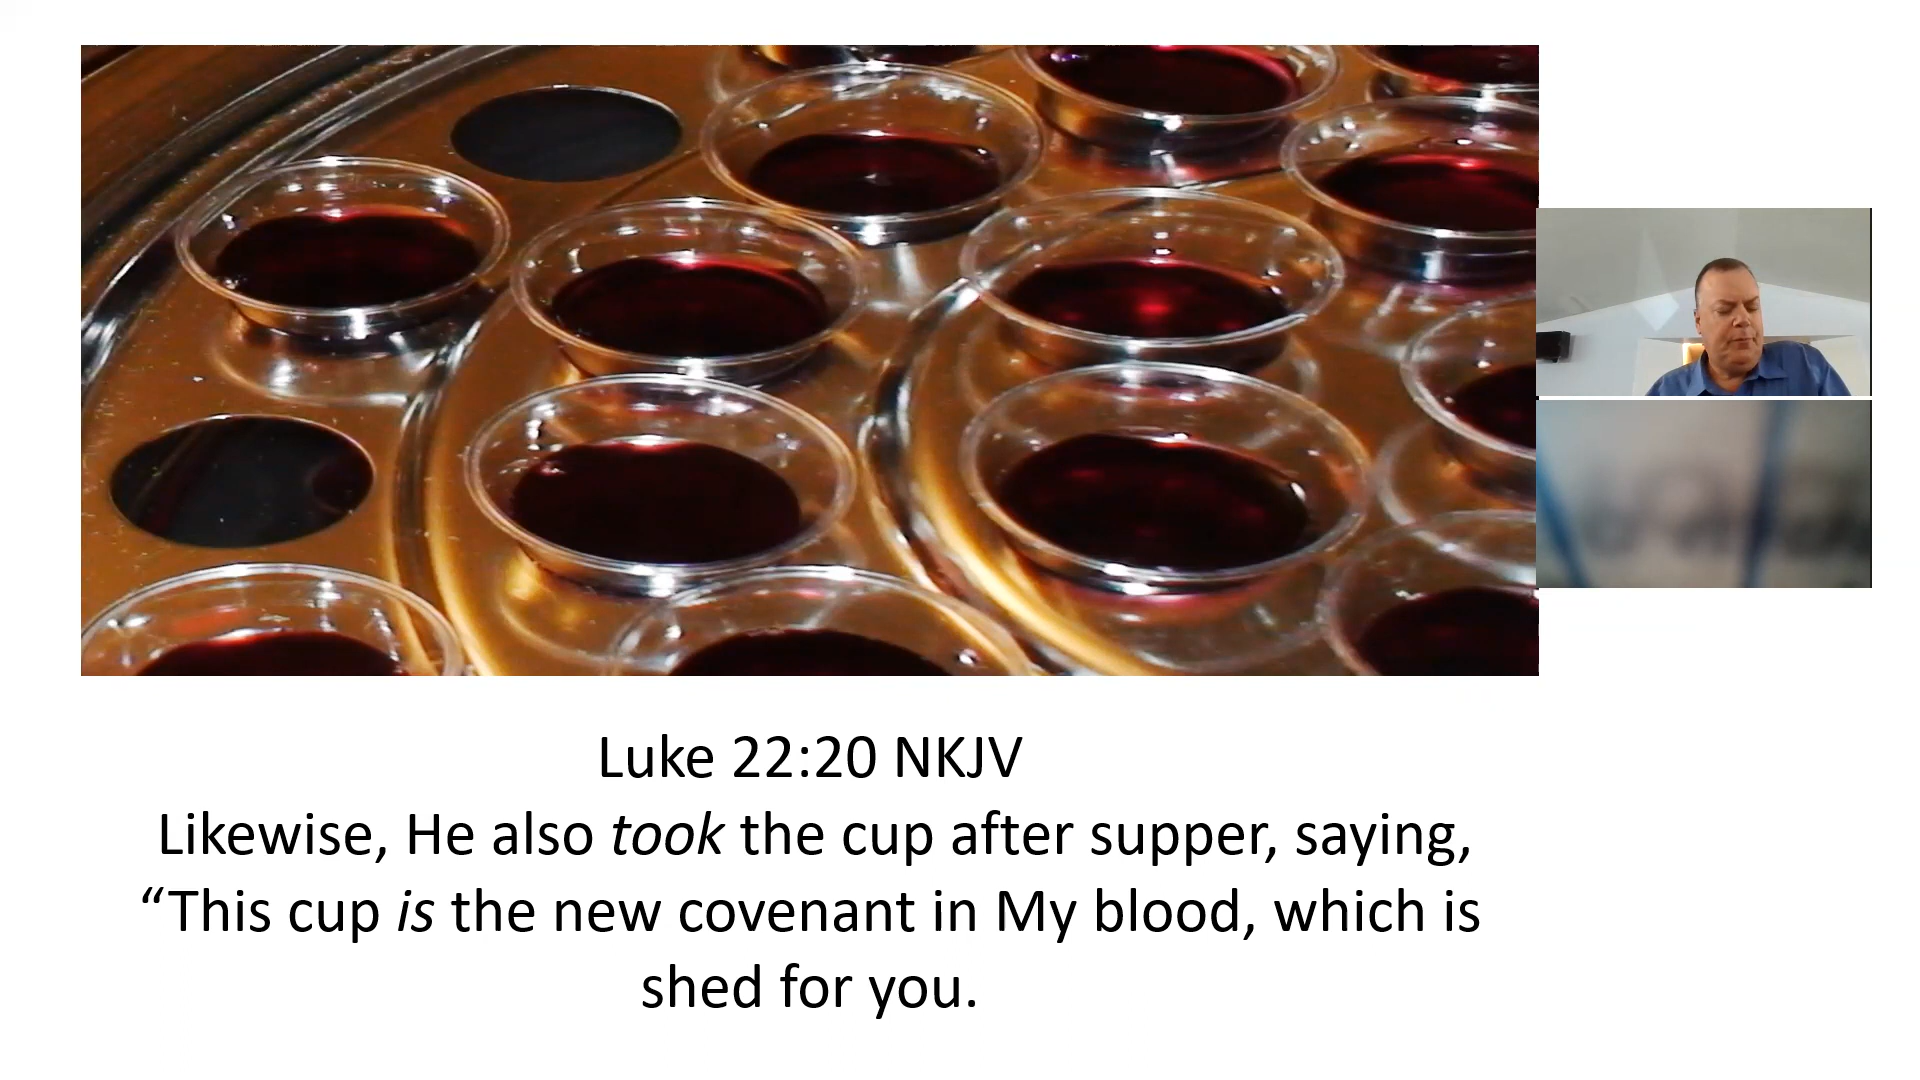 Luke 22:20 NKJV
Likewise, He also took the cup after supper, saying,
“This cup is the new covenant in My blood, which is
shed for you.